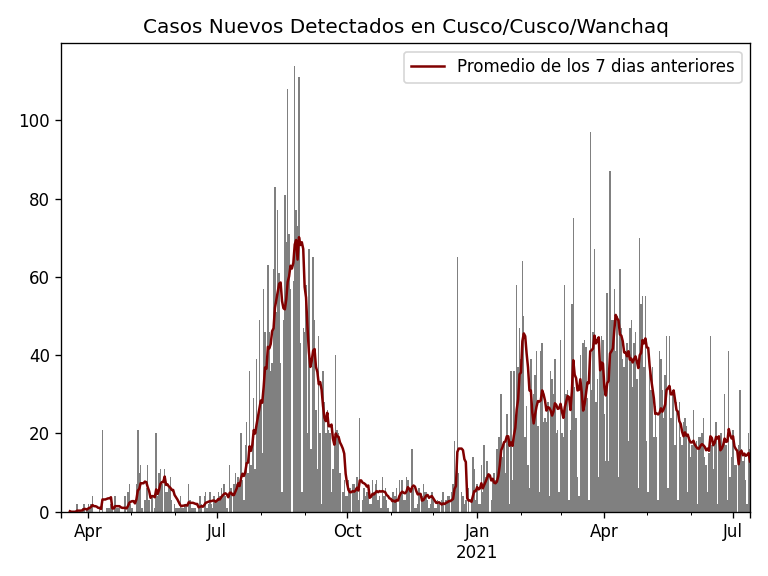 Casos Nuevos Detectados en Cusco/Cusco/Wanchaq
Promedio de los 7 dias anteriores
100
80
60
40
20
0
Apr Jul Oct Jan Apr Jul
2021